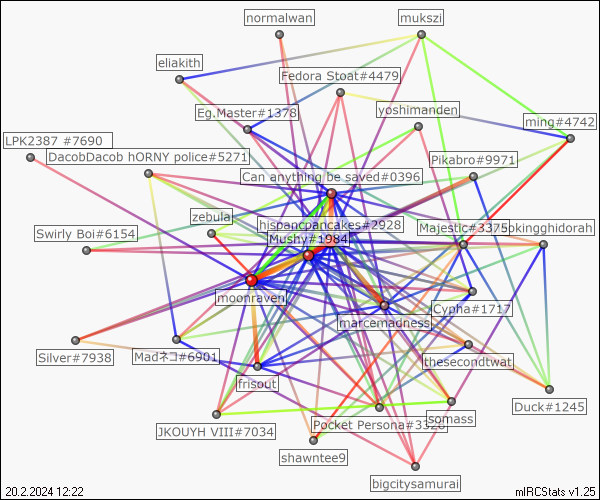 normalwan
mukszi
eliakith
Fedora Stoat#4479
yoshimanden
Eg.Master#1378
ming#4742
LPK2387 #7690
DacobDacob hORNY police#5271
Pikabro#9971
Can anything be saved#0396
zebula
hispancpancakes#2928
Swirly Boi#6154
Mushy#1984
Majestic#3375
pkingghidorah
moonraven
Cypha#1717
marcemadness
Silver#7938
Madネコ#6901
thesecondtwat
frisout
Duck#1245
somass
Pocket Persona#3328
JKOUYH VIII#7034
shawntee9
bigcitysamurai
20.2.2024 12:22
mIRCStats v1.25